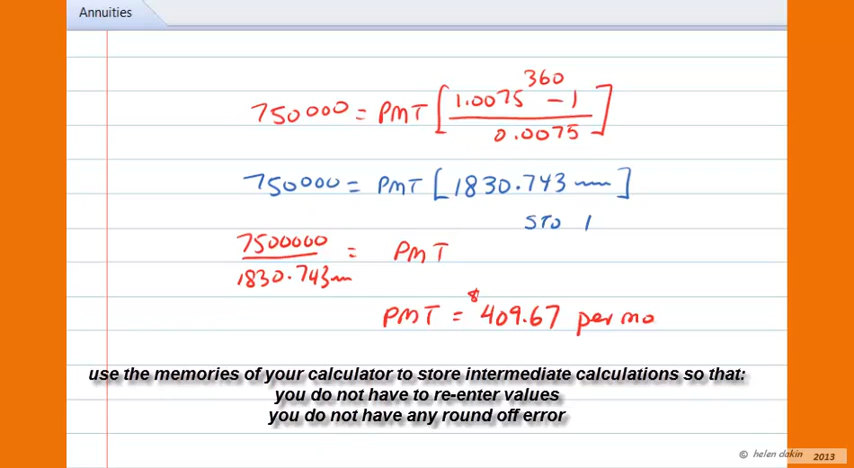 Annuities
750000 = PMT [ 1.0075^360 - 1 / 0.0075 ]
750000 = PMT [ 1830.743 ]
STO 1
7500000 / 1830.743 = PMT
PMT = $409.67 per mo
use the memories of your calculator to store intermediate calculations so that:
you do not have to re-enter values
you do not have any round off error
© helen dakin 2013